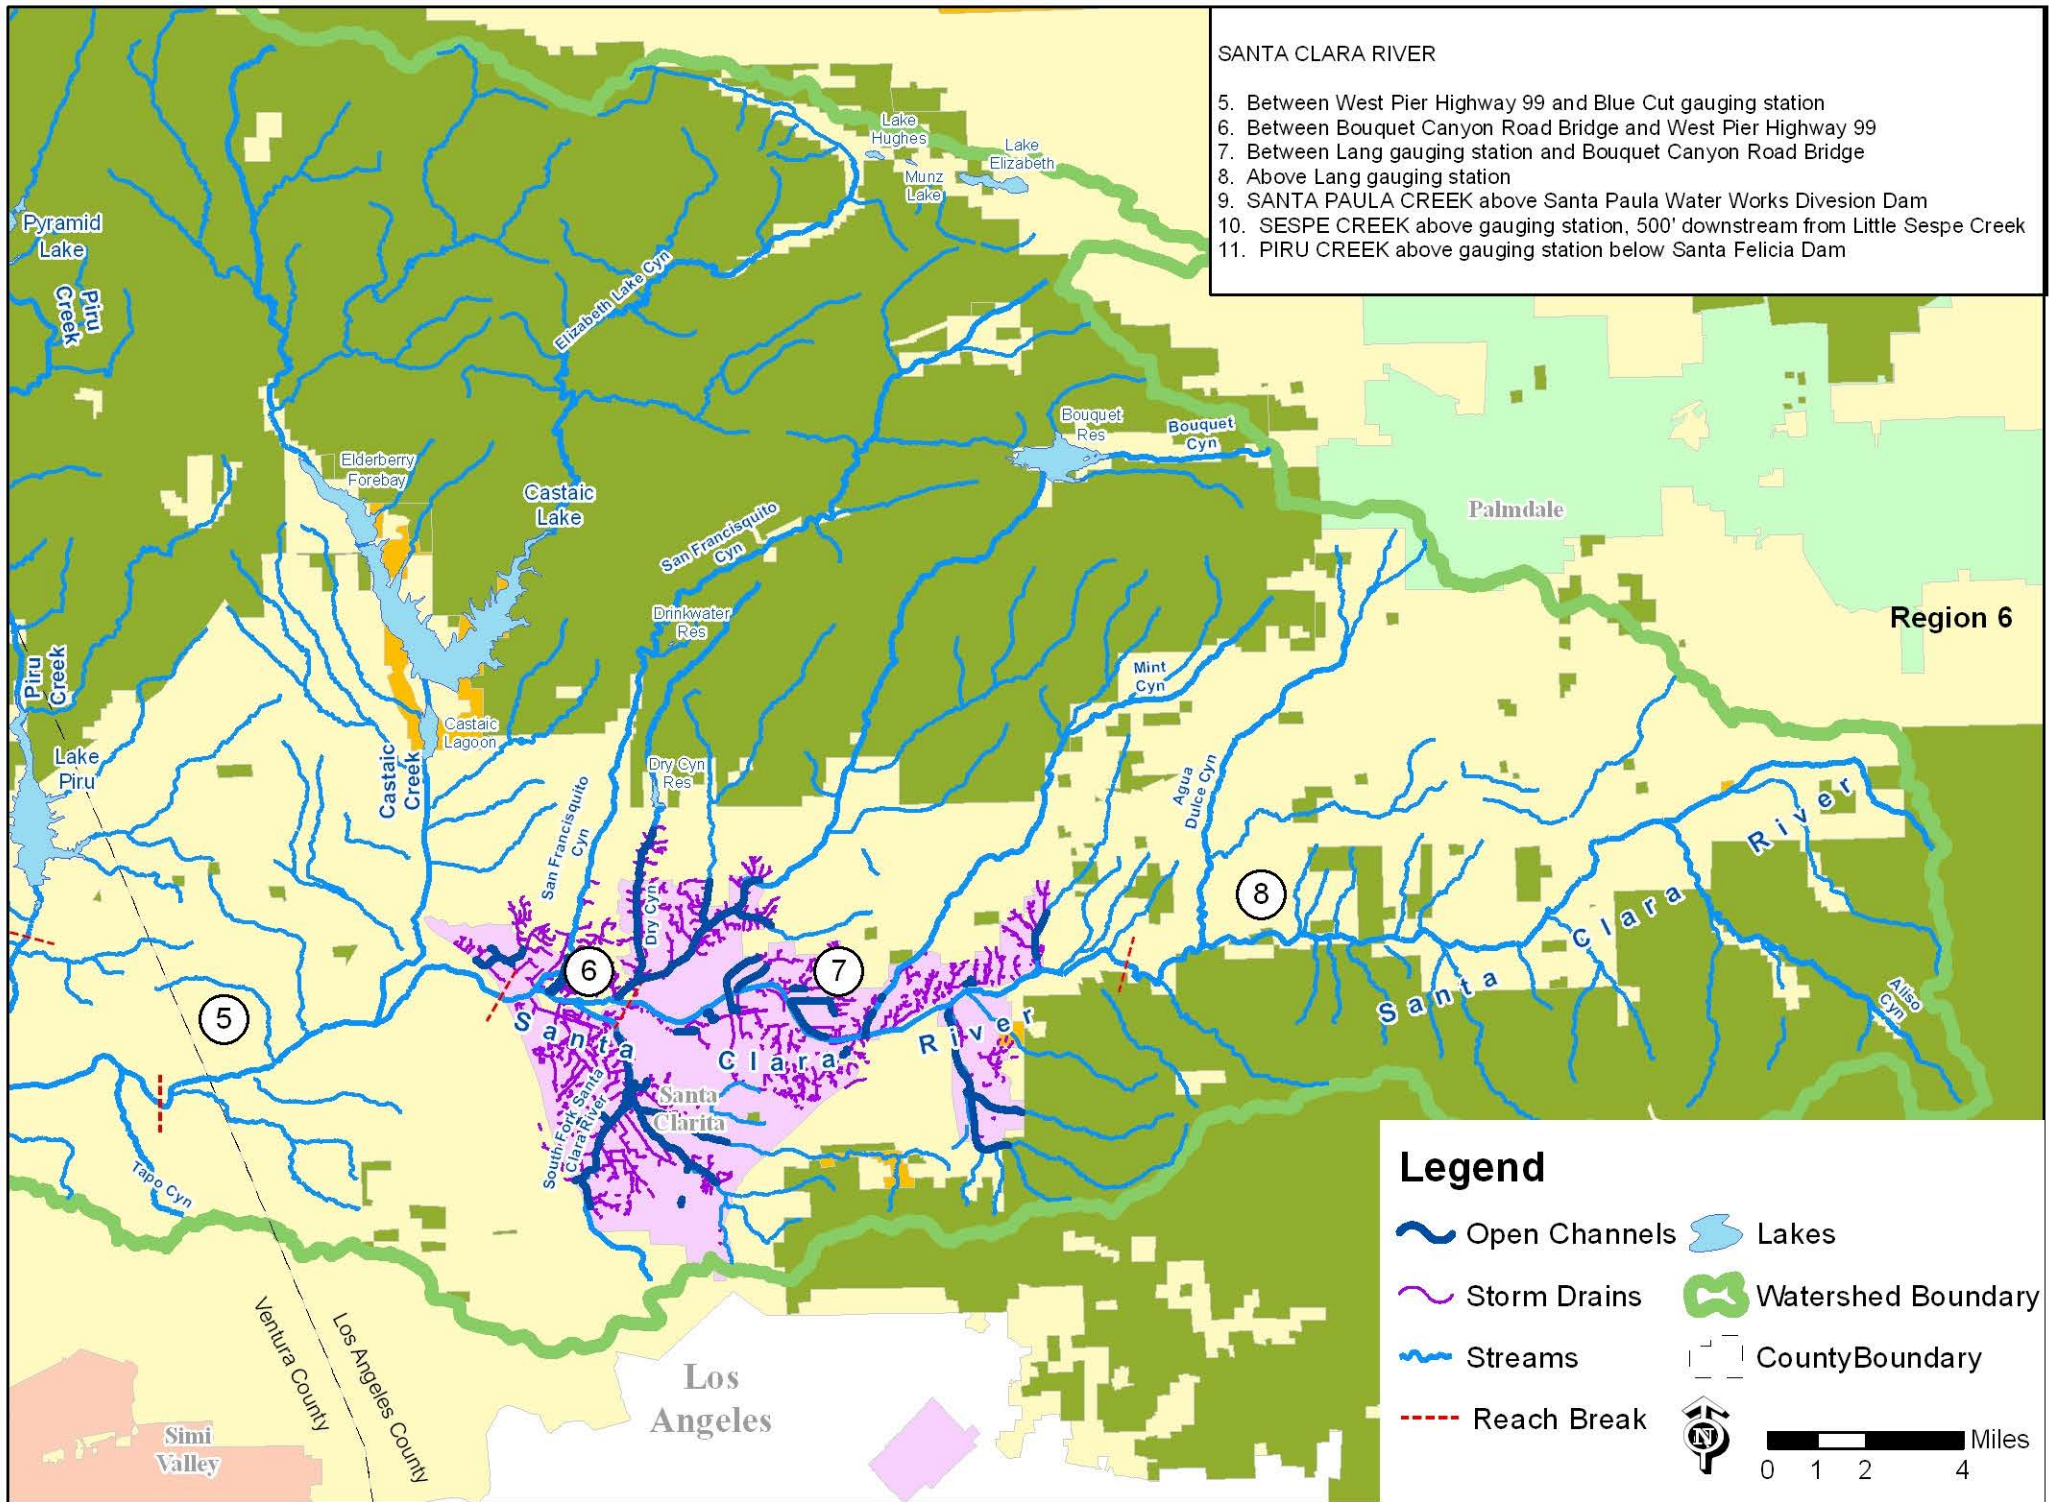 SANTA CLARA RIVER
5. Between West Pier Highway 99 and Blue Cut gauging station
6. Between Bouquet Canyon Road Bridge and West Pier Highway 99
7. Between Lang gauging station and Bouquet Canyon Road Bridge
8. Above Lang gauging station
9. SANTA PAULA CREEK above Santa Paula Water Works Divesion Dam
10. SESPE CREEK above gauging station, 500' downstream from Little Sespe Creek
11. PIRU CREEK above gauging station below Santa Felicia Dam
Lake
Hughes
Lake
Elizabeth
Munz
Lake
Pyramid
Lake
Piru
Creek
Elizabeth Lake Cyn
Bouquet
Res
Bouquet
Cyn
Elderberry
Forebay
Castaic
Lake
Palmdale
San Francisquito
Cyn
Drinkwater
Res
Region 6
Piru
Creek
Mint
Cyn
Castaic
Lagoon
Lake
Piru
Castaic
Creek
Dry Cyn
Res
Agua
Dulce Cyn
San Francisquito
Cyn
River
8
Dry Cyn
Clara
6
7
Santa
5
Aliso
Cyn
Santa
Clara
River
Santa
Clarita
South Fork Santa
Clara River
Tapo Cyn
Ventura County
Los Angeles County
Los
Angeles
Simi
Valley
Legend
Open Channels
Lakes
Storm Drains
Watershed Boundary
Streams
CountyBoundary
Reach Break
N
Miles
0 1 2 4